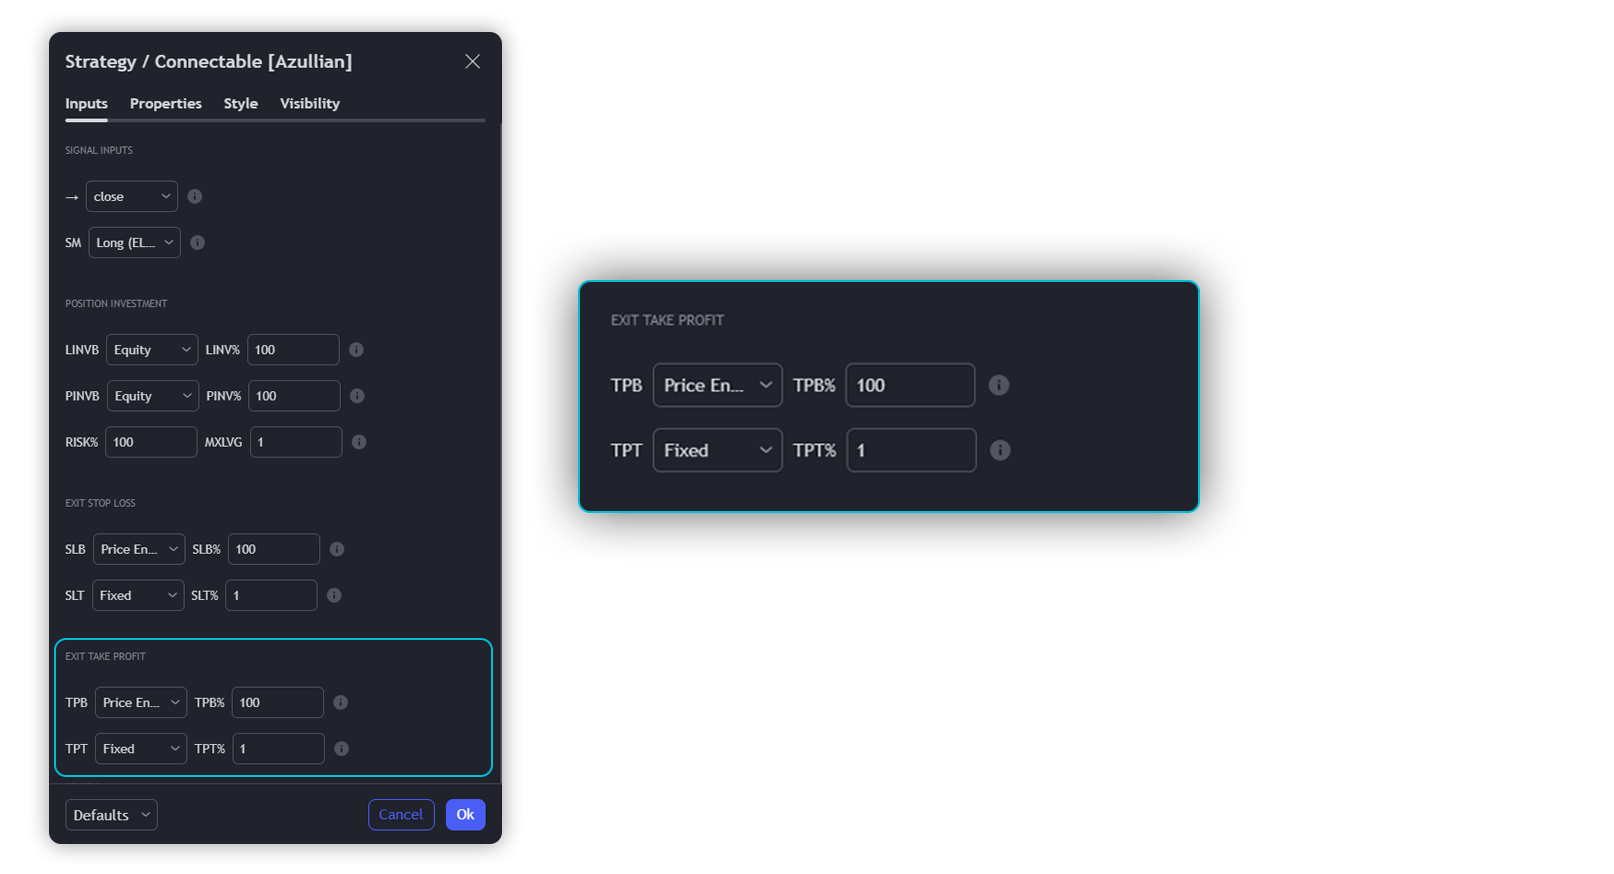 Strategy / Connectable [Azullian]
Inputs Properties Style Visibility
SIGNAL INPUTS
→ close
SM Long (EL...
POSITION INVESTMENT
LINVB Equity LINV% 100
PINVB Equity PINV% 100
RISK% 100 MXLVG 1
EXIT STOP LOSS
SLB Price En... SLB% 100
SLT Fixed SLT% 1
EXIT TAKE PROFIT
TPB Price En... TPB% 100
TPT Fixed TPT% 1
Defaults Cancel Ok
EXIT TAKE PROFIT
TPB Price En... TPB% 100
TPT Fixed TPT% 1